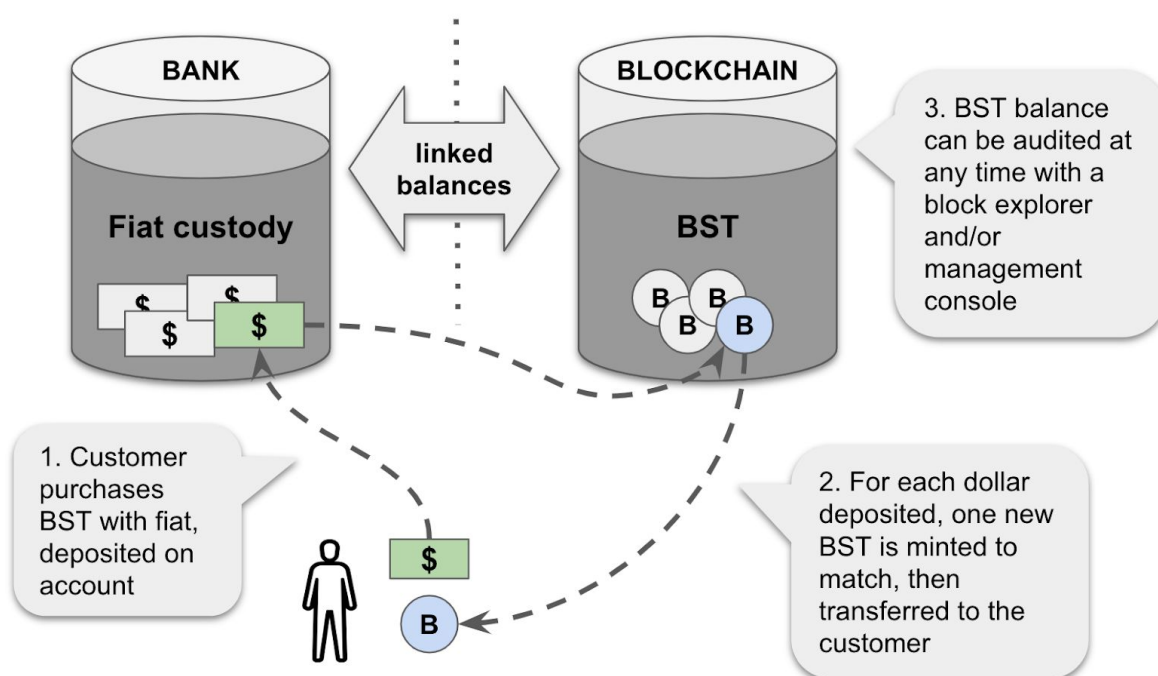 BANK
BLOCKCHAIN
linked
balances
Fiat custody
BST
$
$
$
$
B
B
B
B
3. BST balance
can be audited at
any time with a
block explorer
and/or
management
console
1. Customer
purchases
BST with fiat,
deposited on
account
$
B
2. For each dollar
deposited, one new
BST is minted to
match, then
transferred to the
customer